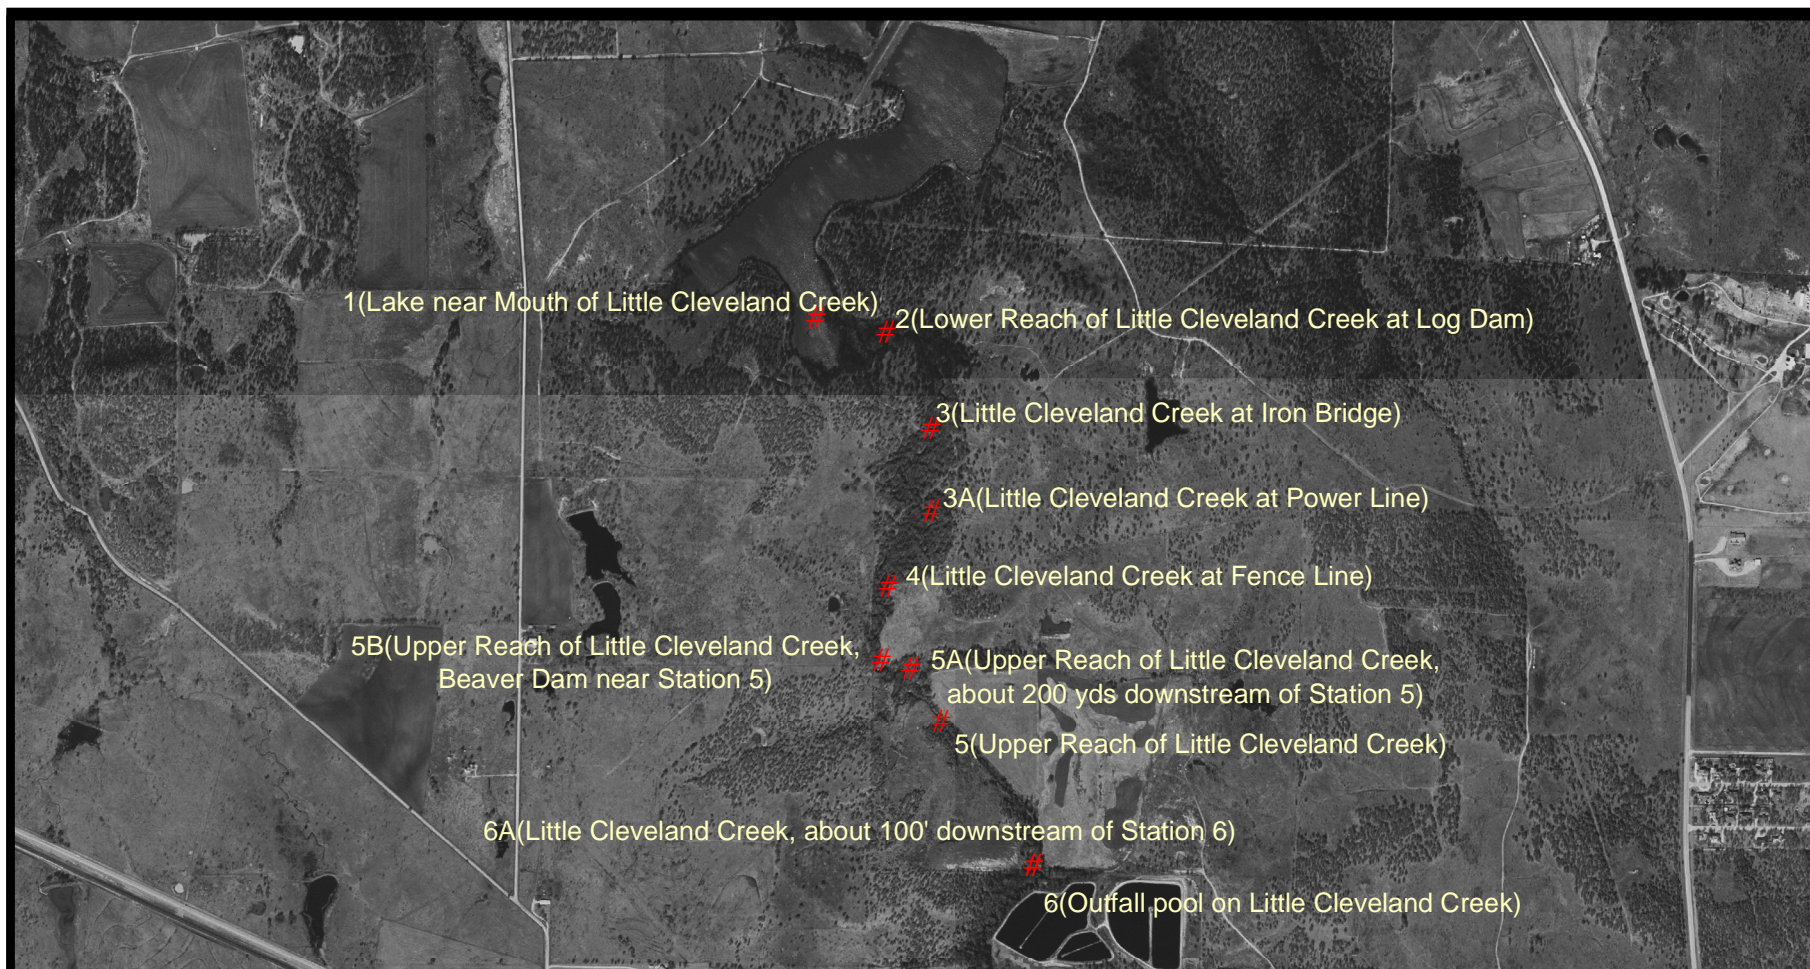 1(Lake near Mouth of Little Cleveland Creek)
#
#
2(Lower Reach of Little Cleveland Creek at Log Dam)
3(Little Cleveland Creek at Iron Bridge)
#
3A(Little Cleveland Creek at Power Line)
#
4(Little Cleveland Creek at Fence Line)
#
5B(Upper Reach of Little Cleveland Creek,
Beaver Dam near Station 5)
#
#
5A(Upper Reach of Little Cleveland Creek,
about 200 yds downstream of Station 5)
#
5(Upper Reach of Little Cleveland Creek)
6A(Little Cleveland Creek, about 100' downstream of Station 6)
#
6(Outfall pool on Little Cleveland Creek)